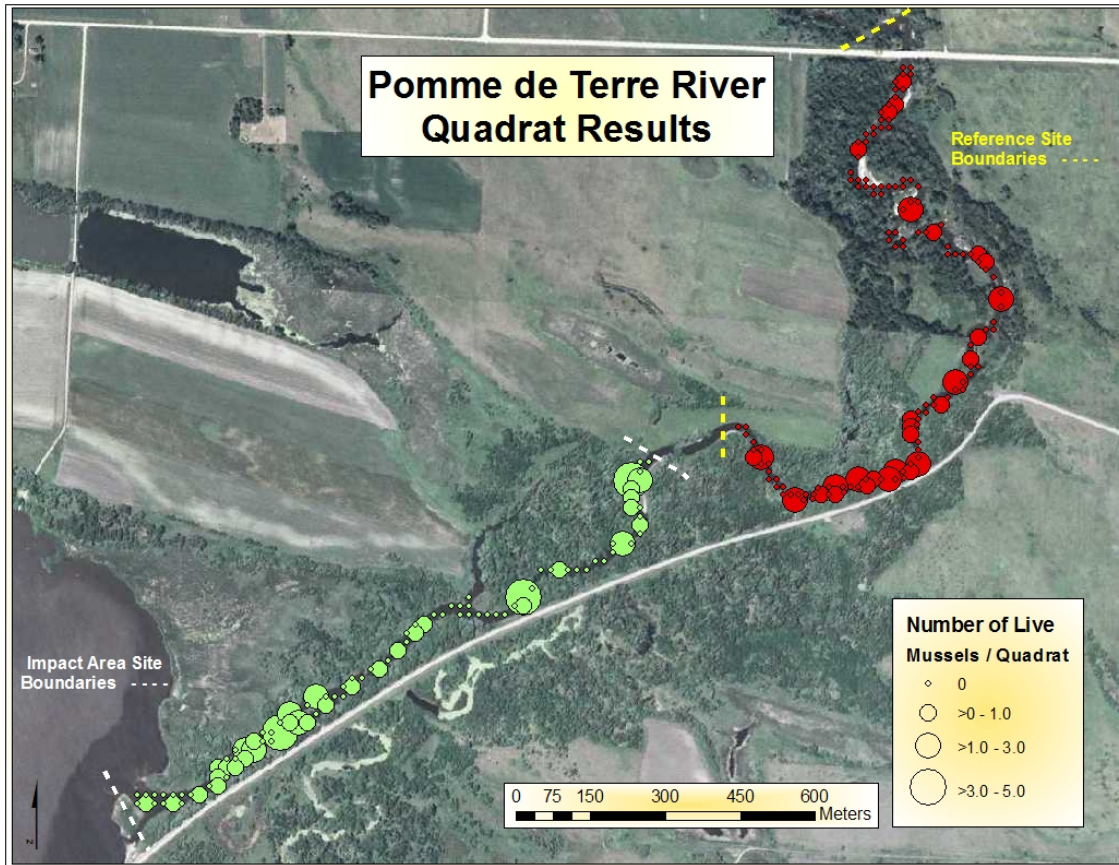 Pomme de Terre River
Quadrat Results
Reference Site
Boundaries - - - -
Impact Area Site
Boundaries - - - -
Number of Live
Mussels / Quadrat
0
>0 - 1.0
>1.0 - 3.0
>3.0 - 5.0
0 75 150 300 450 600
Meters
z